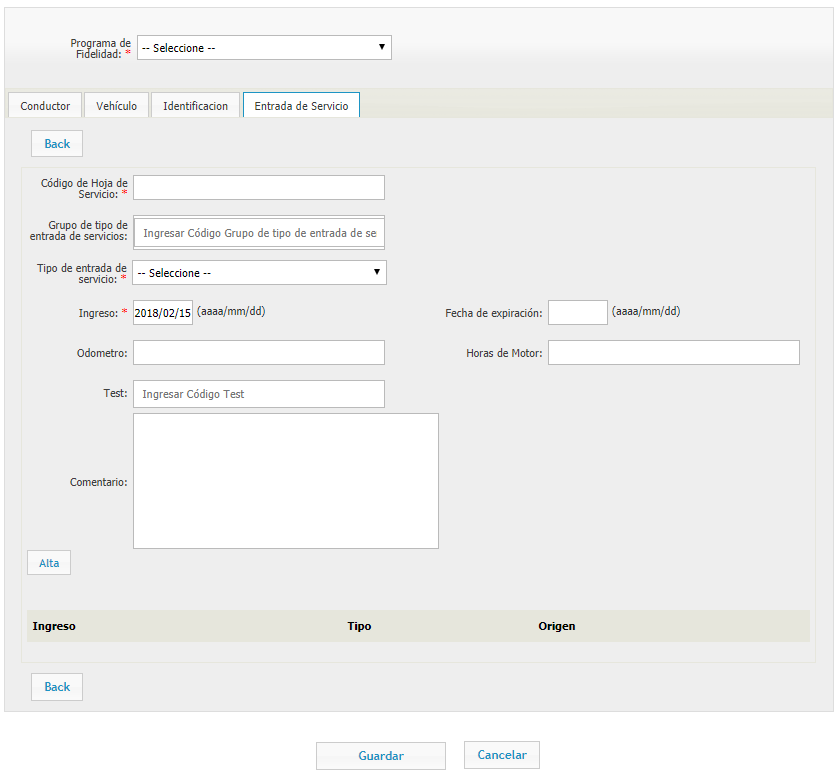 Programa de
Fidelidad: *
-- Seleccione --
Conductor Vehículo Identificacion Entrada de Servicio
Back
Código de Hoja de
Servicio: *
Grupo de tipo de
entrada de servicios:
Ingresar Código Grupo de tipo de entrada de se
Tipo de entrada de
servicio: *
-- Seleccione --
Ingreso: * 2018/02/15 (aaaa/mm/dd) Fecha de expiración: (aaaa/mm/dd)
Odometro: Horas de Motor:
Test: Ingresar Código Test
Comentario:
Alta
Ingreso Tipo Origen
Back
Guardar Cancelar